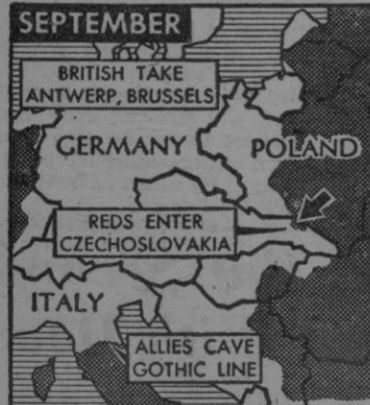 SEPTEMBER
BRITISH TAKE
ANTWERP, BRUSSELS
GERMANY
POLAND
REDS ENTER
CZECHOSLOVAKIA
ITALY
ALLIES CAVE
GOTHIC LINE